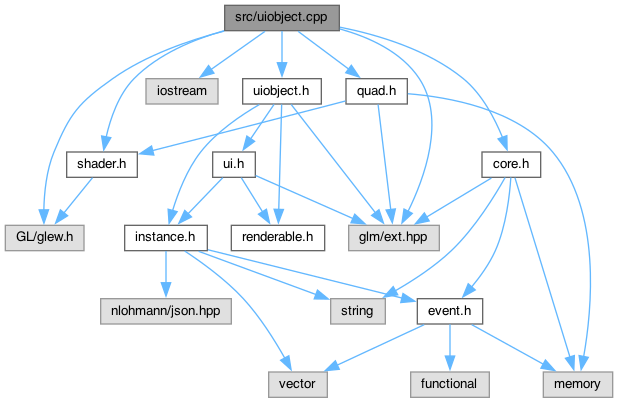 src/uiobject.cpp
iostream
uiobject.h
quad.h
shader.h
ui.h
core.h
GL/glew.h
instance.h
renderable.h
glm/ext.hpp
nlohmann/json.hpp
string
event.h
vector
functional
memory